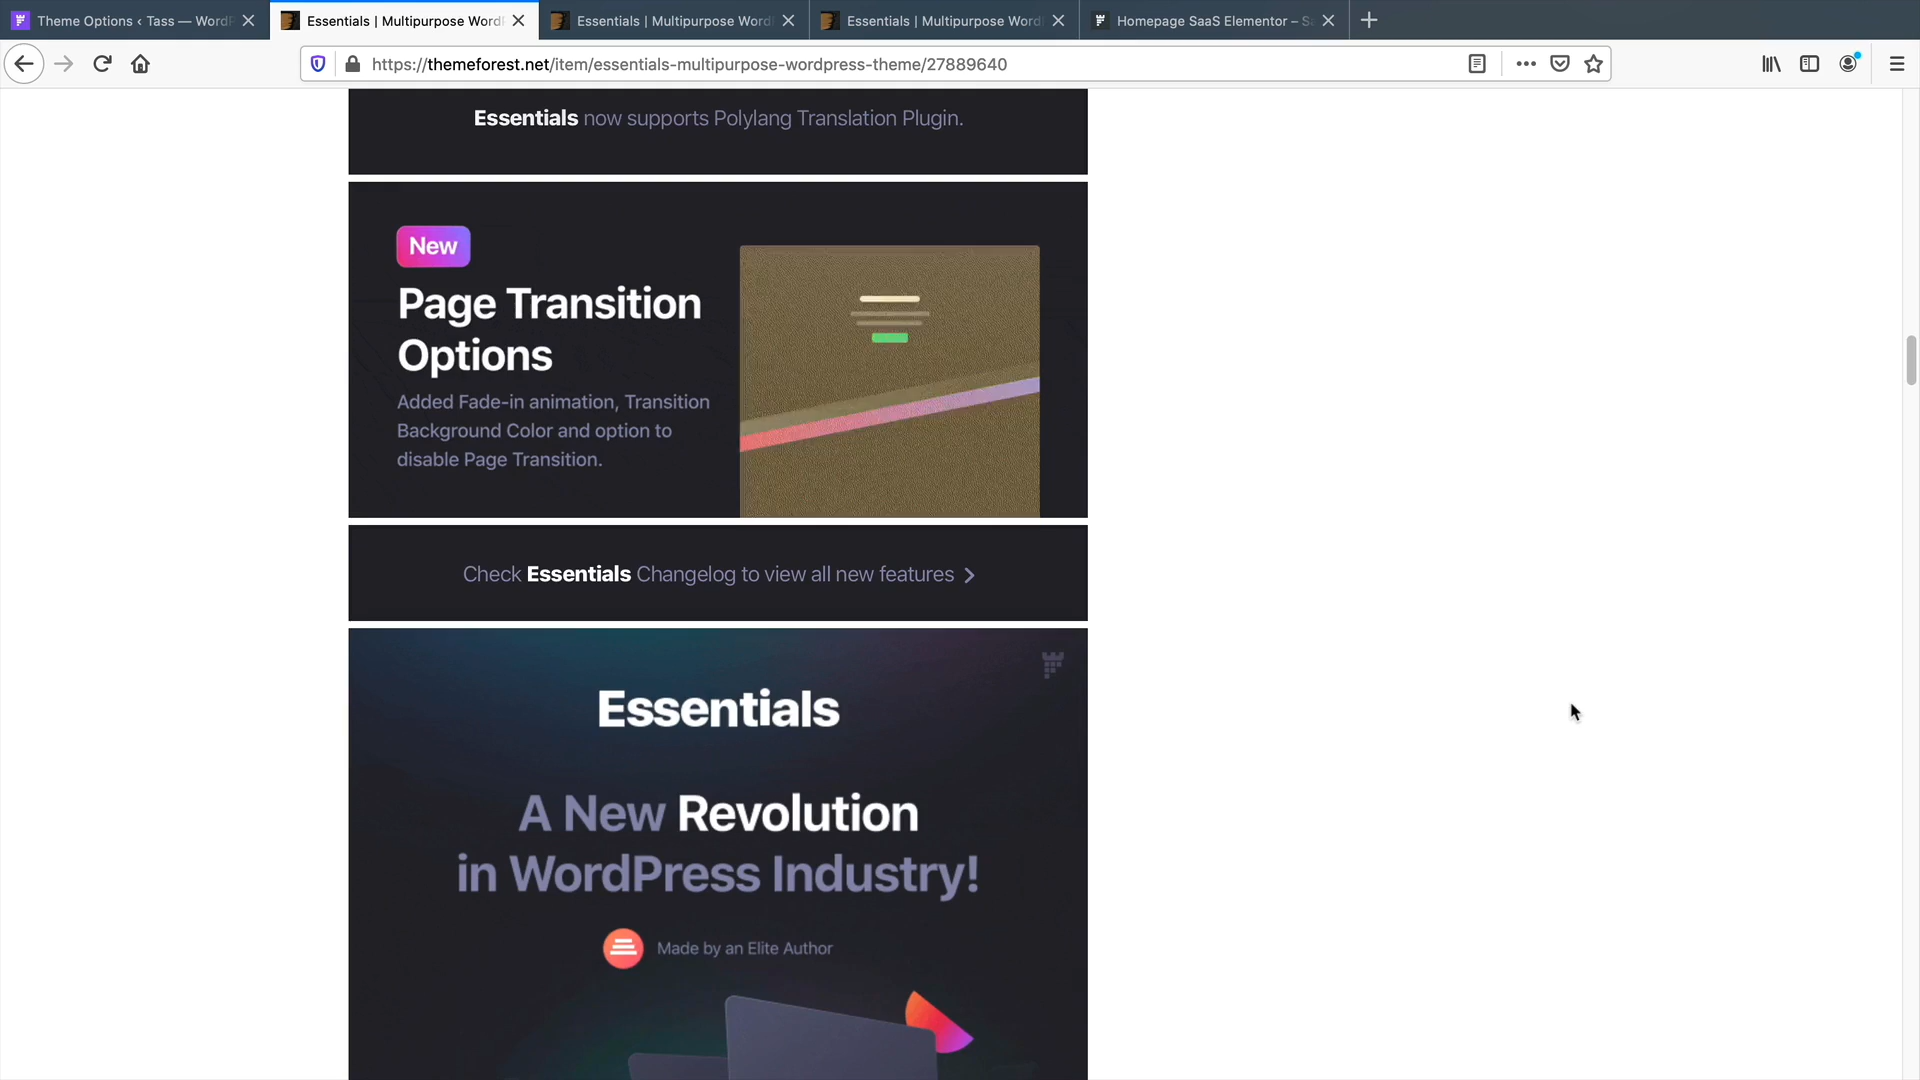 Theme Options ‹ Tass — WordP
Essentials | Multipurpose Word
Essentials | Multipurpose Word
Essentials | Multipurpose Word
Homepage SaaS Elementor – Sa
https://themeforest.net/item/essentials-multipurpose-wordpress-theme/27889640
Essentials now supports Polylang Translation Plugin.
New
Page Transition
Options
Added Fade-in animation, Transition
Background Color and option to
disable Page Transition.
Check Essentials Changelog to view all new features
Essentials
A New Revolution
in WordPress Industry!
Made by an Elite Author